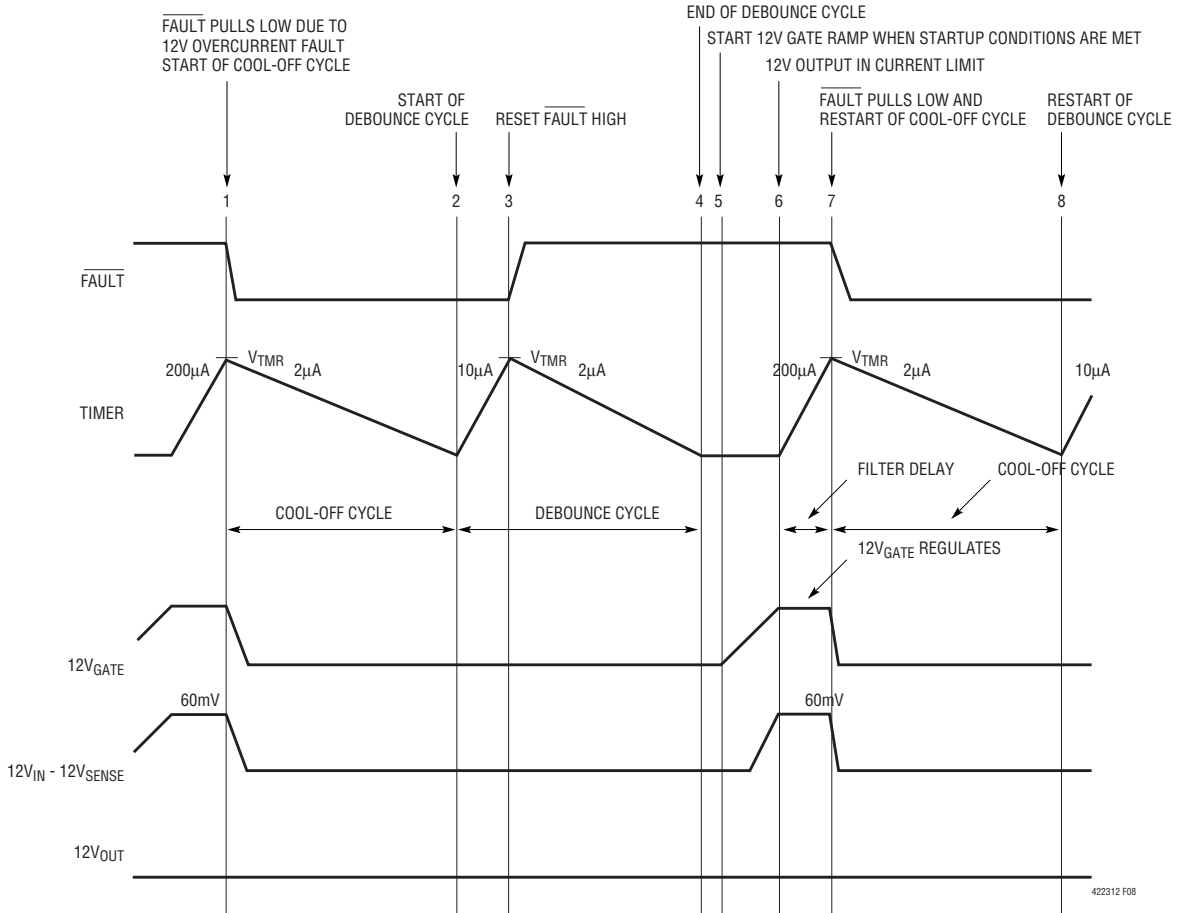 FAULT PULLS LOW DUE TO
12V OVERCURRENT FAULT
START OF COOL-OFF CYCLE
START OF
DEBOUNCE CYCLE
RESET FAULT HIGH
END OF DEBOUNCE CYCLE
START 12V GATE RAMP WHEN STARTUP CONDITIONS ARE MET
12V OUTPUT IN CURRENT LIMIT
FAULT PULLS LOW AND
RESTART OF COOL-OFF CYCLE
RESTART OF
DEBOUNCE CYCLE
1 2 3 4 5 6 7 8
FAULT
TIMER
200µA VTMR 2µA 10µA VTMR 2µA 200µA VTMR 2µA 10µA
FILTER DELAY COOL-OFF CYCLE
COOL-OFF CYCLE DEBOUNCE CYCLE
12VGATE REGULATES
12VGATE
60mV 60mV
12VIN - 12VSENSE
12VOUT
422312 F08